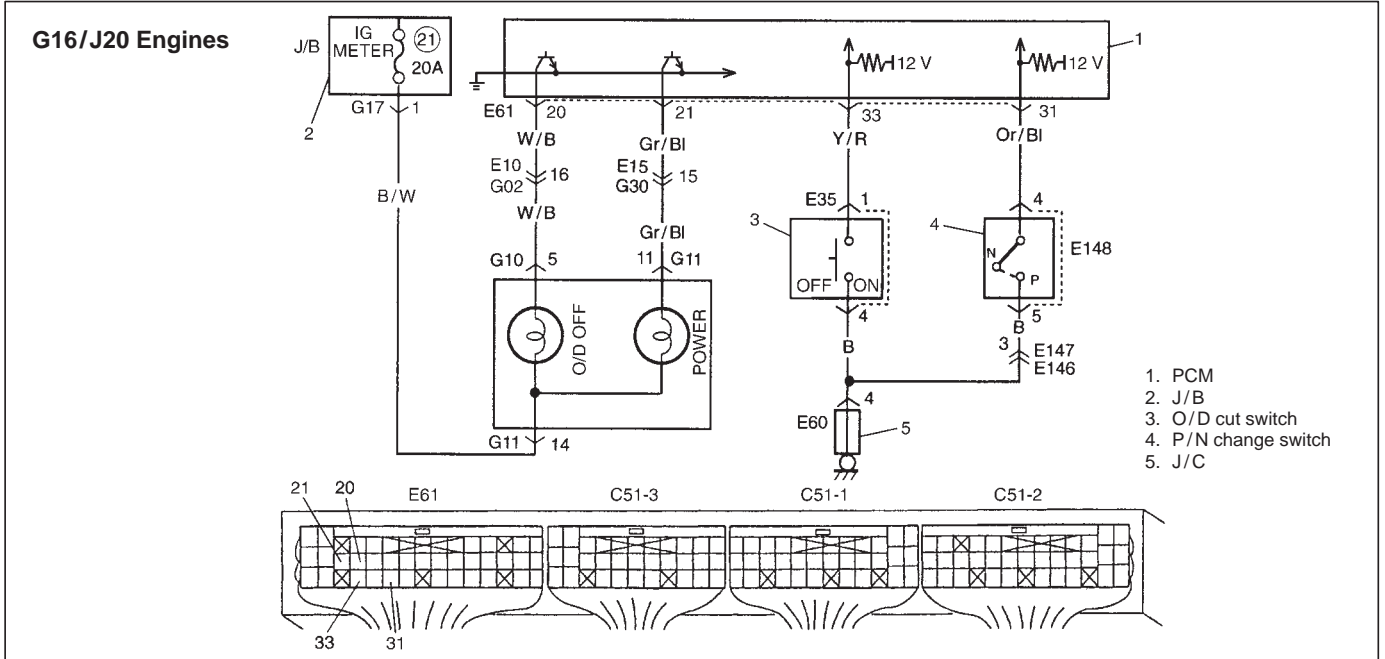 G16/J20 Engines
J/B
IG
METER
21
20A
G17
1
2
B/W
1
12 V
12 V
E61
20
21
33
31
W/B
Gr/Bl
Y/R
Or/Bl
E10
G02
16
E15
G30
15
W/B
Gr/Bl
G10
5
11
G11
O/D OFF
POWER
G11
14
E35
1
3
OFF
ON
4
B
4
4
N
P
E148
5
B
3
E147
E146
4
E60
5
1. PCM
2. J/B
3. O/D cut switch
4. P/N change switch
5. J/C
21
20
E61
C51-3
C51-1
C51-2
33
31